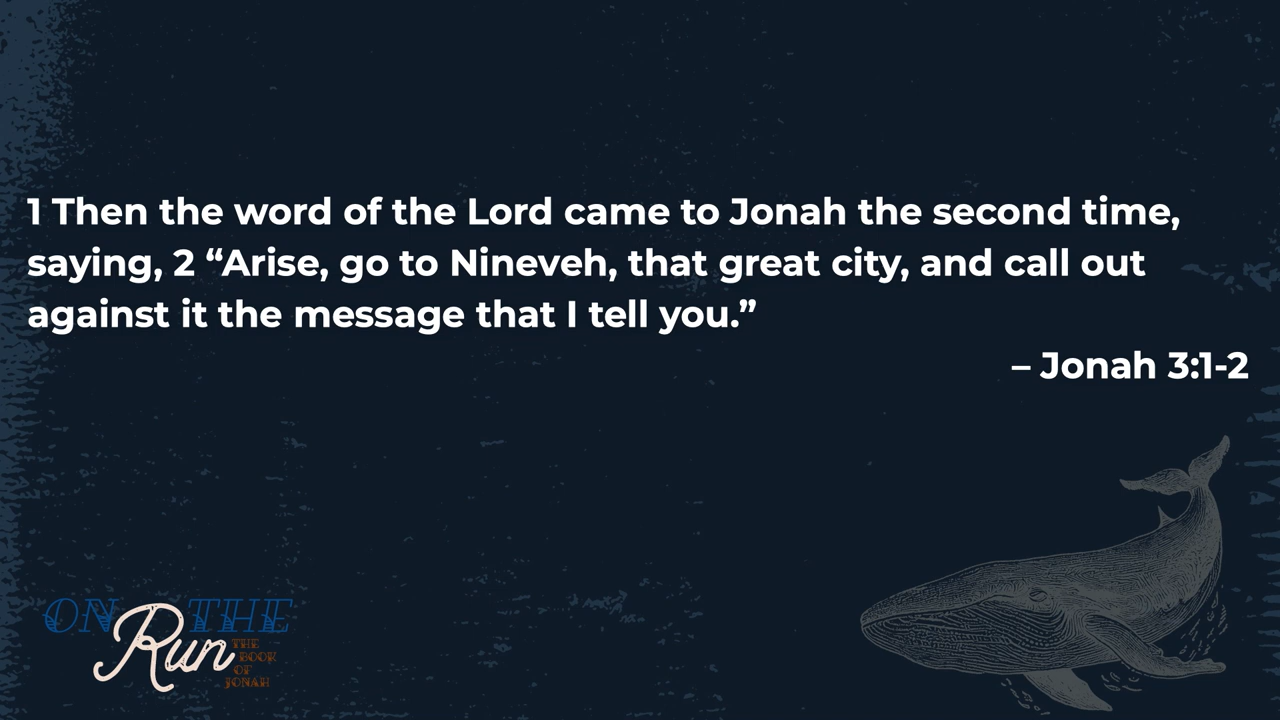 1 Then the word of the Lord came to Jonah the second time,
saying, 2 “Arise, go to Nineveh, that great city, and call out
against it the message that I tell you.”
– Jonah 3:1-2
ON THE
Run
THE
BOOK
OF
JONAH